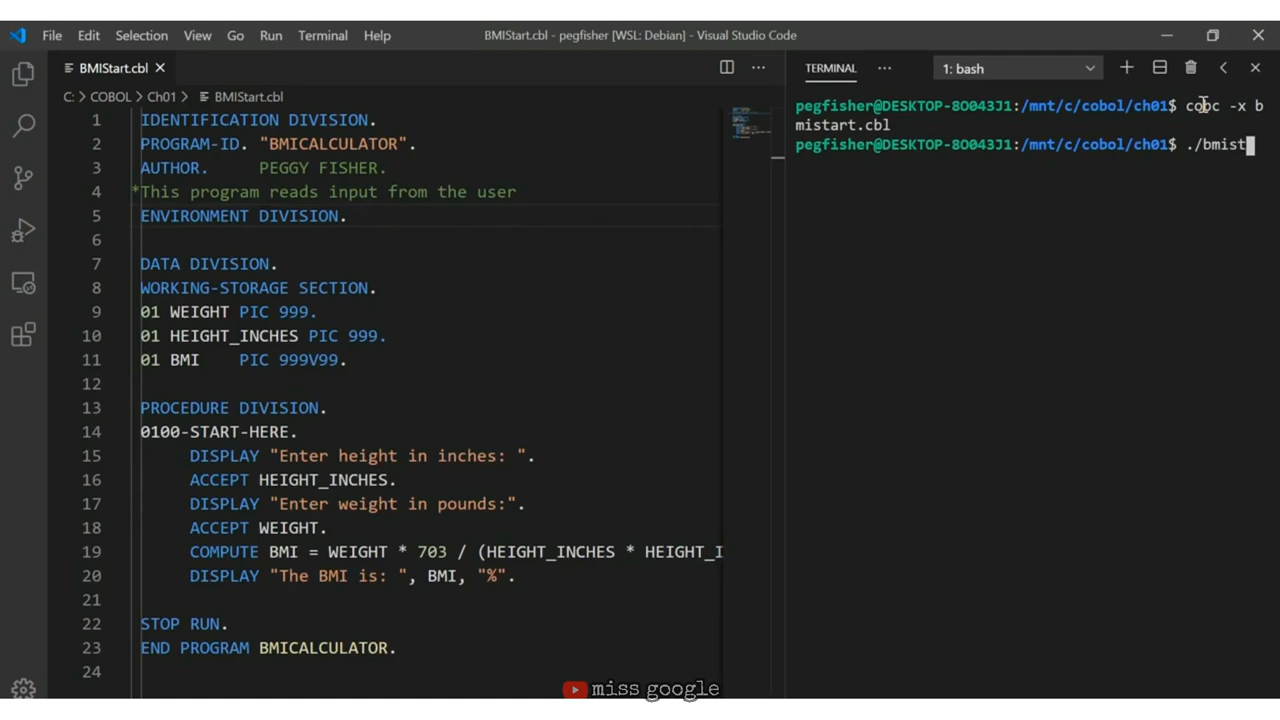 File Edit Selection View Go Run Terminal Help BMIStart.cbl - pegfisher [WSL: Debian] - Visual Studio Code
BMIStart.cbl
C: > COBOL > Ch01 > BMIStart.cbl
1 IDENTIFICATION DIVISION.
2 PROGRAM-ID. "BMICALCULATOR".
3 AUTHOR. PEGGY FISHER.
4 *This program reads input from the user
5 ENVIRONMENT DIVISION.
6
7 DATA DIVISION.
8 WORKING-STORAGE SECTION.
9 01 WEIGHT PIC 999.
10 01 HEIGHT_INCHES PIC 999.
11 01 BMI PIC 999V99.
12
13 PROCEDURE DIVISION.
14 0100-START-HERE.
15 DISPLAY "Enter height in inches: ".
16 ACCEPT HEIGHT_INCHES.
17 DISPLAY "Enter weight in pounds:".
18 ACCEPT WEIGHT.
19 COMPUTE BMI = WEIGHT * 703 / (HEIGHT_INCHES * HEIGHT_I
20 DISPLAY "The BMI is: ", BMI, "%".
21
22 STOP RUN.
23 END PROGRAM BMICALCULATOR.
24
TERMINAL ... 1: bash
pegfisher@DESKTOP-8O043J1:/mnt/c/cobol/ch01$ cobc -x b
mistart.cbl
pegfisher@DESKTOP-8O043J1:/mnt/c/cobol/ch01$ ./bmist
miss google